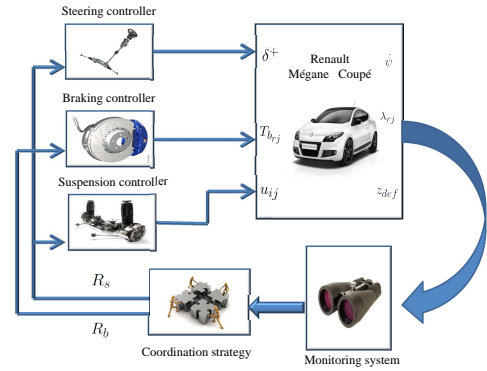 Steering controller
δ⁺
Renault
Mégane Coupé
ψ̇
Braking controller
T_{b_{rj}}
λ_{rj}
Suspension controller
u_{ij}
z_{def}
R_s
R_b
Coordination strategy
Monitoring system